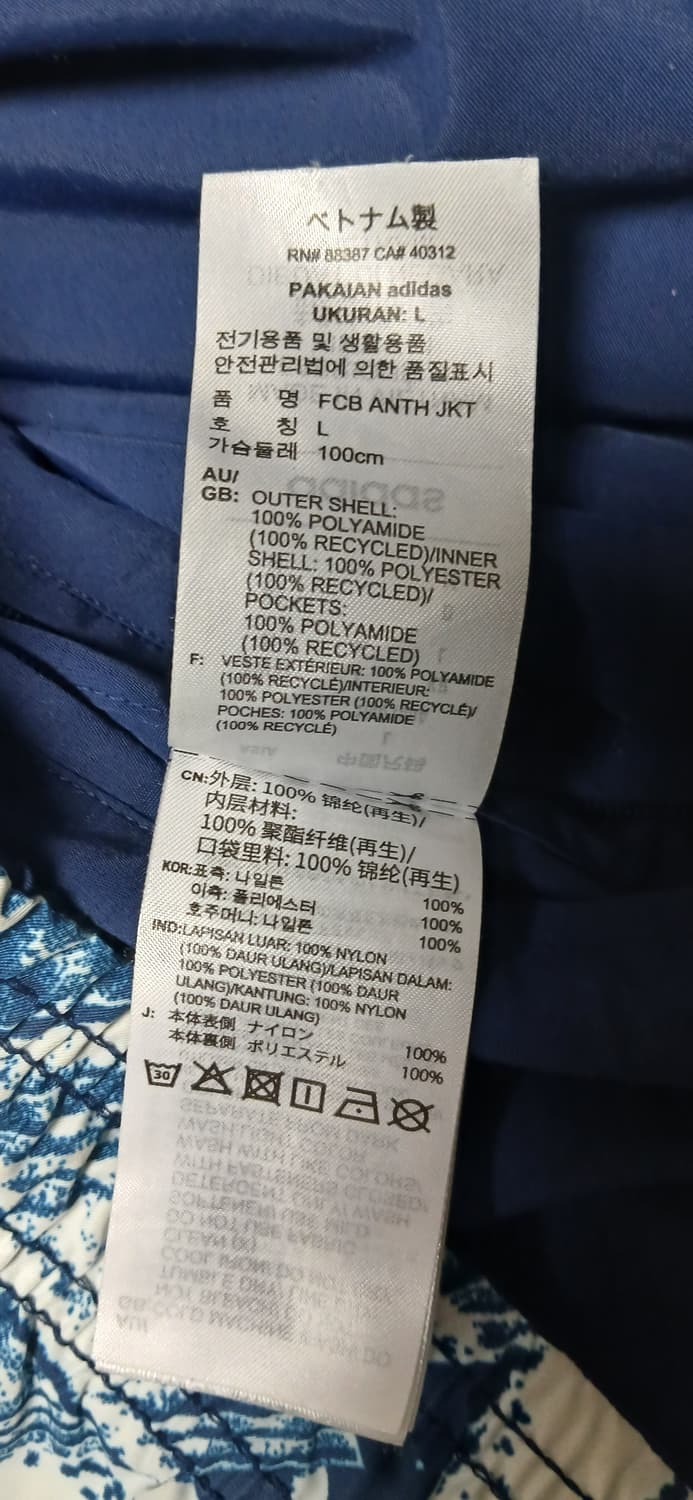 ベトナム製
RN# 88387 CA# 40312
PAKAIAN adidas
UKURAN: L
전기용품 및 생활용품
안전관리법에 의한 품질표시
품 명 FCB ANTH JKT
호 칭 L
가슴둘레 100cm
AU/
GB: OUTER SHELL:
100% POLYAMIDE
(100% RECYCLED)/INNER
SHELL: 100% POLYESTER
(100% RECYCLED)/
POCKETS:
100% POLYAMIDE
(100% RECYCLED)
F: VESTE EXTÉRIEUR: 100% POLYAMIDE
(100% RECYCLÉ)/INTERIEUR:
100% POLYESTER (100% RECYCLÉ)/
POCHES: 100% POLYAMIDE
(100% RECYCLÉ)
CN:外层: 100% 锦纶(再生)/
内层材料:
100% 聚酯纤维(再生)/
口袋里料: 100% 锦纶(再生)
KOR:표측: 나일론 100%
이측: 폴리에스터 100%
호주머니: 나일론 100%
IND:LAPISAN LUAR: 100% NYLON
(100% DAUR ULANG)/LAPISAN DALAM:
100% POLYESTER (100% DAUR
ULANG)/KANTUNG: 100% NYLON
(100% DAUR ULANG)
J: 本体表側 ナイロン 100%
本体裏側 ポリエステル 100%
30